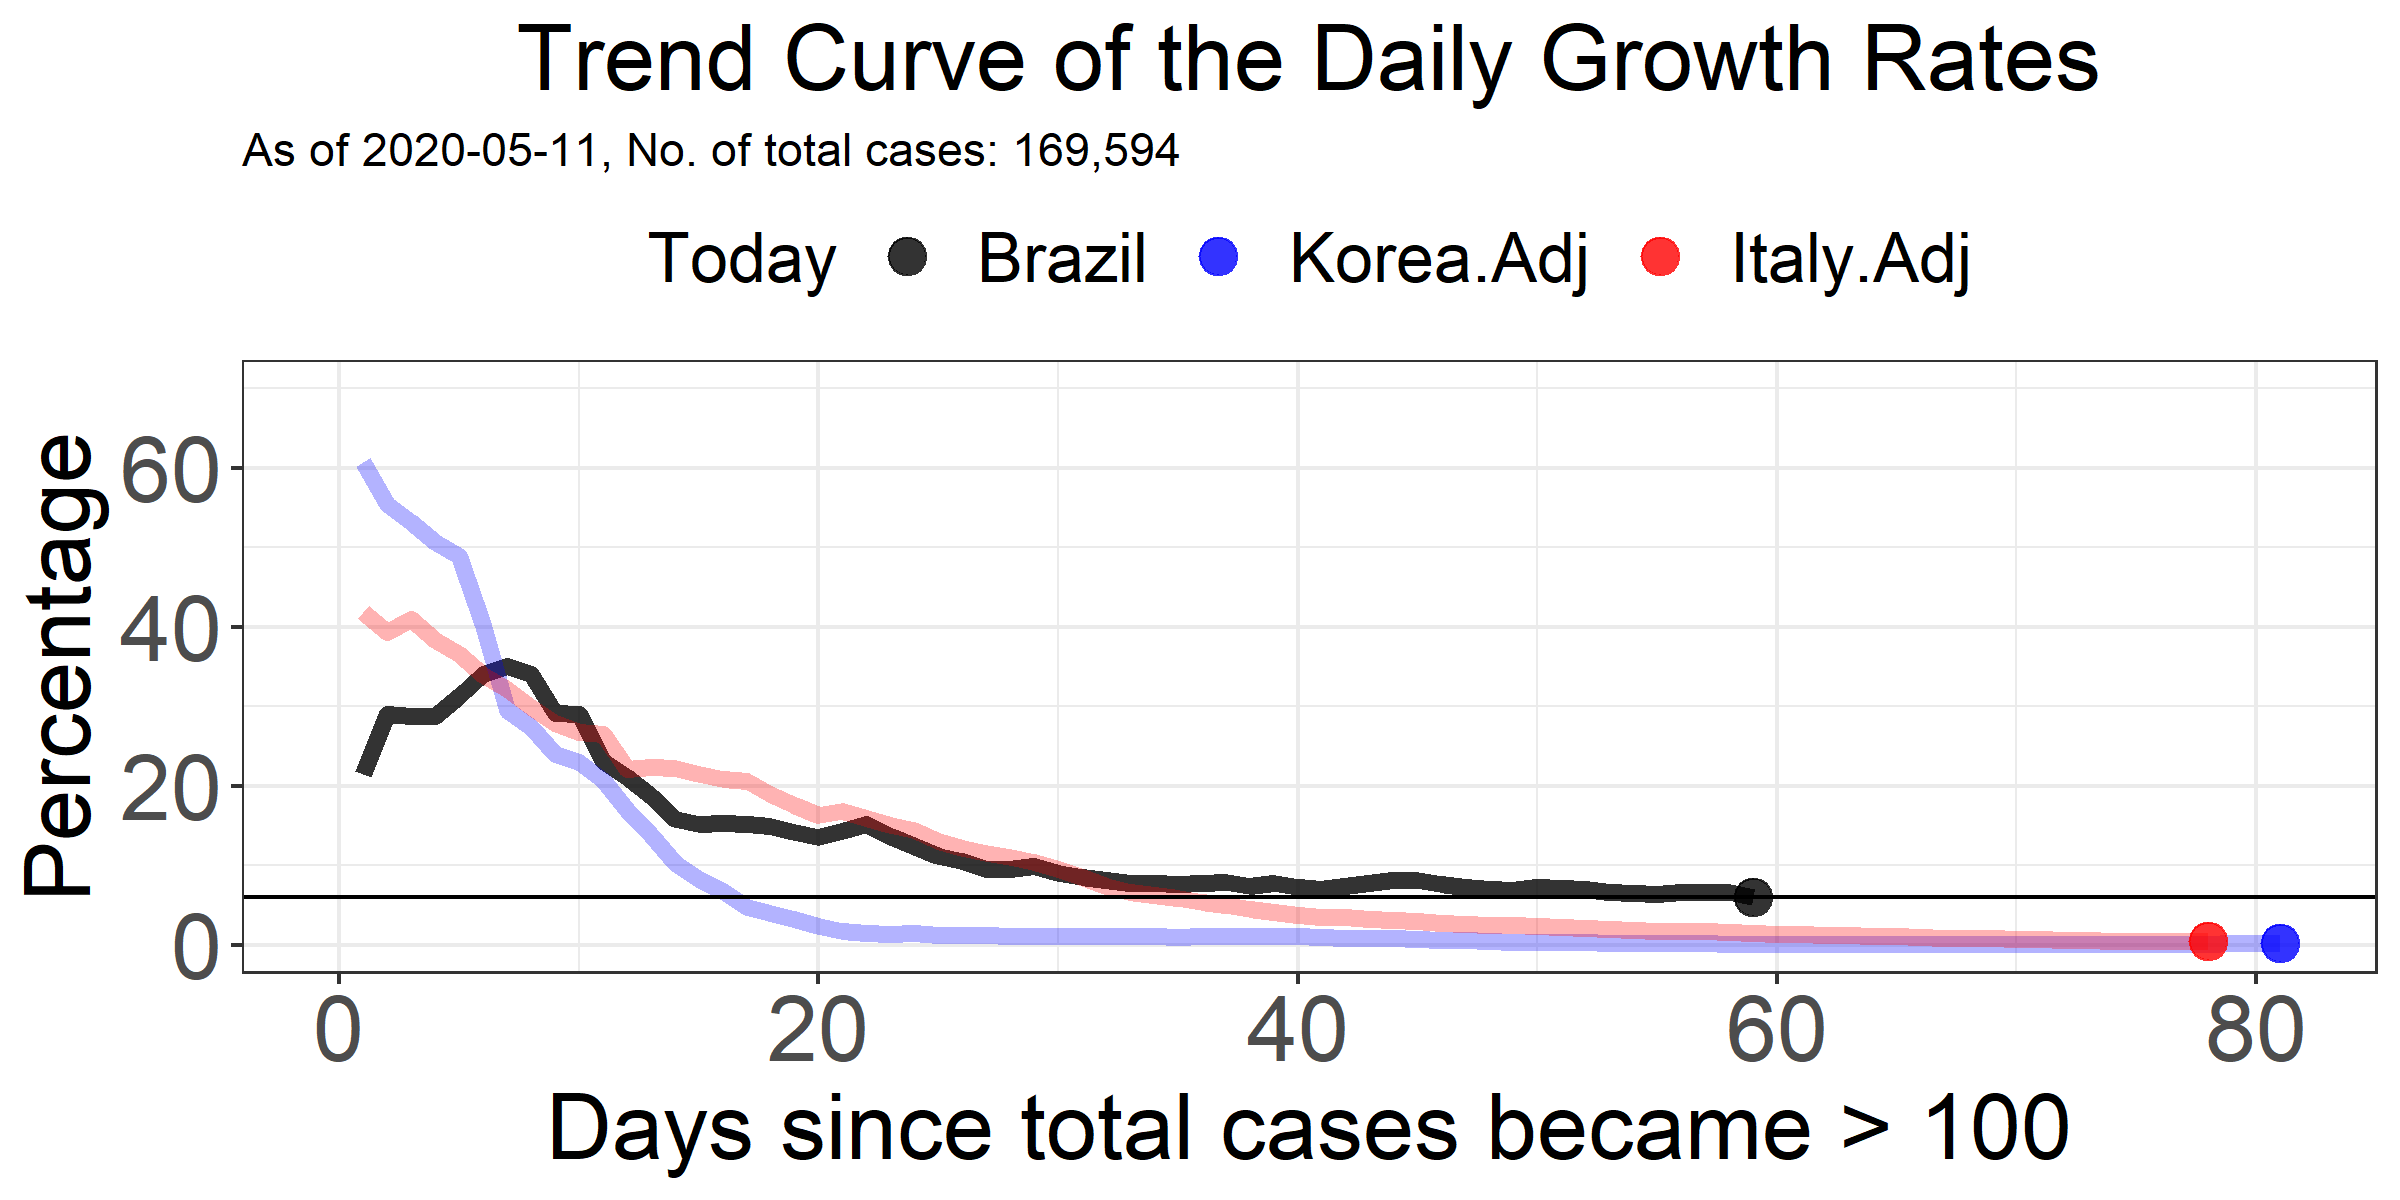 Trend Curve of the Daily Growth Rates
As of 2020-05-11, No. of total cases: 169,594
Today Brazil Korea.Adj Italy.Adj
Percentage
60
40
20
0
0 20 40 60 80
Days since total cases became > 100